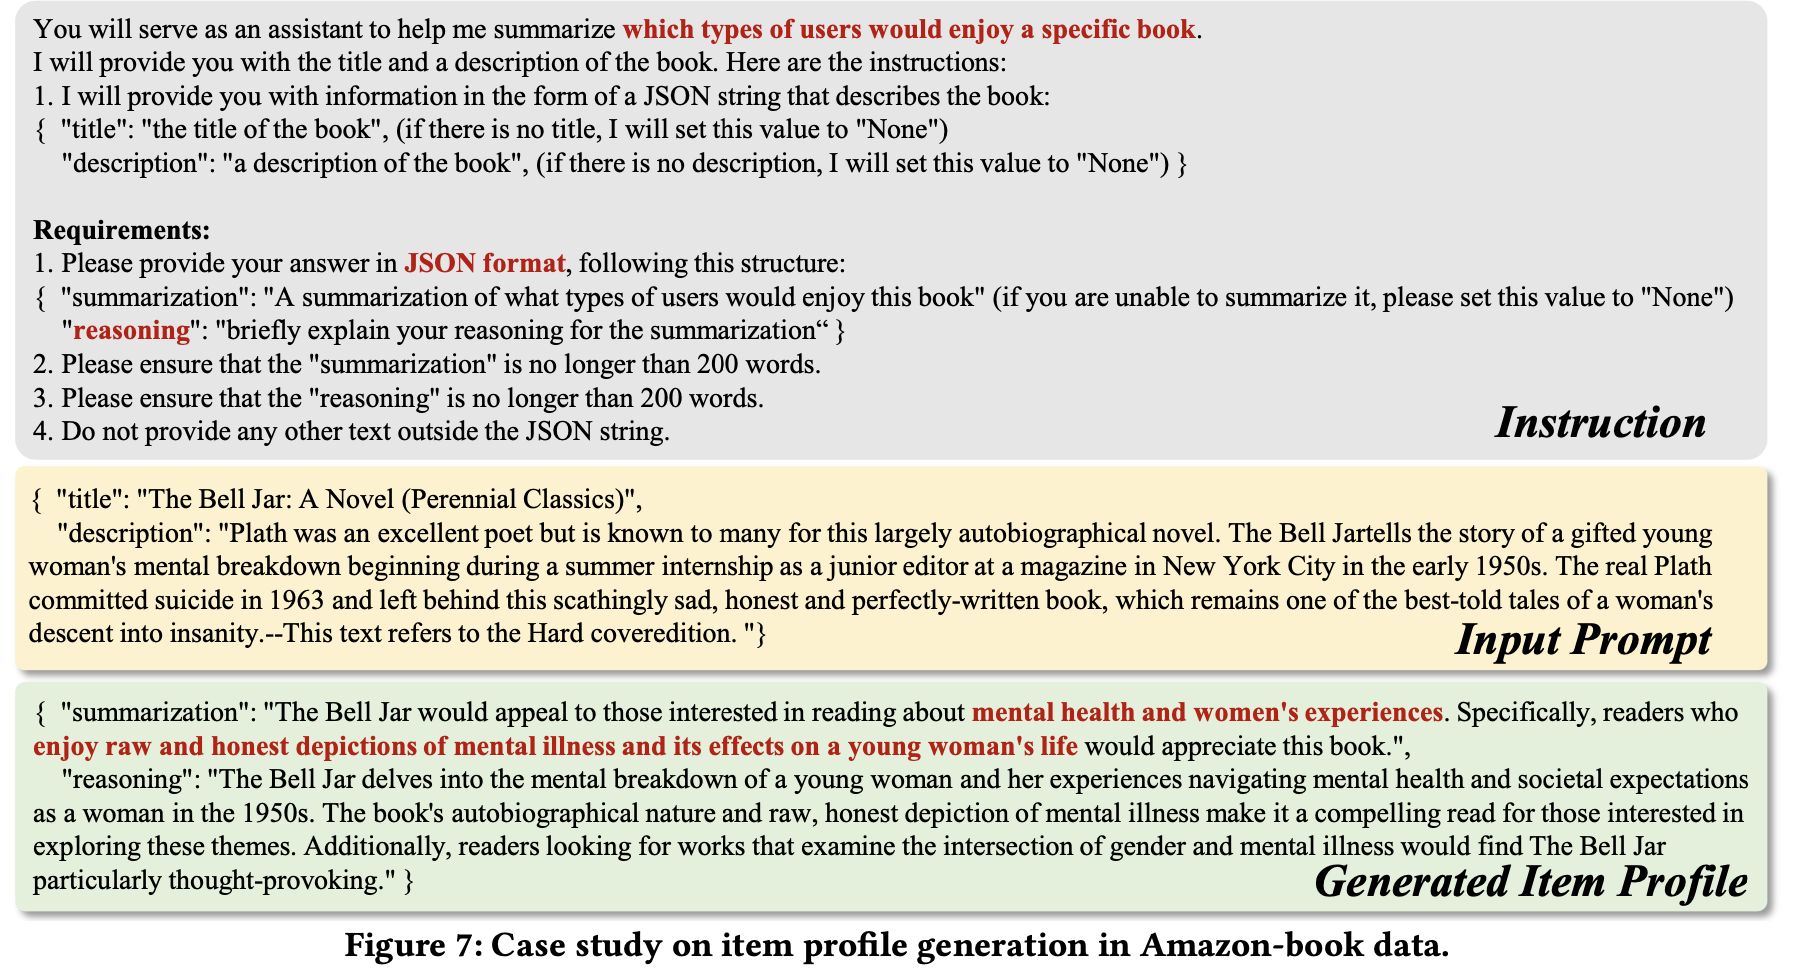 You will serve as an assistant to help me summarize which types of users would enjoy a specific book.
I will provide you with the title and a description of the book. Here are the instructions:
1. I will provide you with information in the form of a JSON string that describes the book:
{ "title": "the title of the book", (if there is no title, I will set this value to "None")
"description": "a description of the book", (if there is no description, I will set this value to "None") }
Requirements:
1. Please provide your answer in JSON format, following this structure:
{ "summarization": "A summarization of what types of users would enjoy this book" (if you are unable to summarize it, please set this value to "None")
"reasoning": "briefly explain your reasoning for the summarization“ }
2. Please ensure that the "summarization" is no longer than 200 words.
3. Please ensure that the "reasoning" is no longer than 200 words.
4. Do not provide any other text outside the JSON string.
Instruction
{ "title": "The Bell Jar: A Novel (Perennial Classics)",
"description": "Plath was an excellent poet but is known to many for this largely autobiographical novel. The Bell Jartells the story of a gifted young
woman's mental breakdown beginning during a summer internship as a junior editor at a magazine in New York City in the early 1950s. The real Plath
committed suicide in 1963 and left behind this scathingly sad, honest and perfectly-written book, which remains one of the best-told tales of a woman's
descent into insanity.--This text refers to the Hard coveredition. "}
Input Prompt
{ "summarization": "The Bell Jar would appeal to those interested in reading about mental health and women's experiences. Specifically, readers who
enjoy raw and honest depictions of mental illness and its effects on a young woman's life would appreciate this book.",
"reasoning": "The Bell Jar delves into the mental breakdown of a young woman and her experiences navigating mental health and societal expectations
as a woman in the 1950s. The book's autobiographical nature and raw, honest depiction of mental illness make it a compelling read for those interested in
exploring these themes. Additionally, readers looking for works that examine the intersection of gender and mental illness would find The Bell Jar
particularly thought-provoking." }
Generated Item Profile
Figure 7: Case study on item profile generation in Amazon-book data.